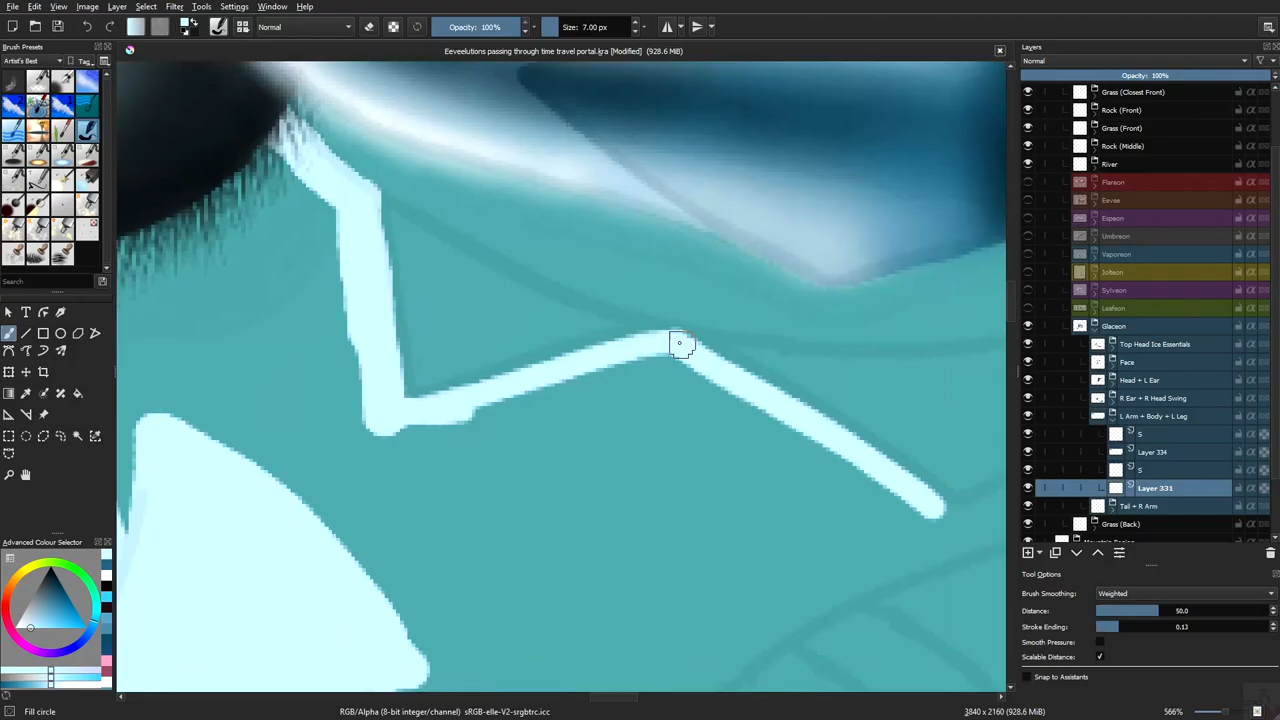 File Edit View Image Layer Select Filter Tools Settings Window Help
Normal
Opacity: 100%
Size: 7.00 px
Eeveelutions passing through time travel portal.kra [Modified] (928.6 MiB)
Brush Presets
Artist's Best
Tag
Search
Advanced Colour Selector
Fill circle
RGB/Alpha (8-bit integer/channel) sRGB-elle-V2-srgbtrc.icc
3840 x 2160 (928.6 MiB)
566%
Layers
Normal
Opacity: 100%
Grass (Closest Front)
Rock (Front)
Grass (Front)
Rock (Middle)
River
Flareon
Eevee
Espeon
Umbreon
Vaporeon
Jolteon
Sylveon
Leafeon
Glaceon
Top Head Ice Essentials
Face
Head + L Ear
R Ear + R Head Swing
L Arm + Body + L Leg
S
Layer 334
S
Layer 331
Tail + R Arm
Grass (Back)
Tool Options
Brush Smoothing: Weighted
Distance: 50.0
Stroke Ending: 0.13
Smooth Pressure:
Scalable Distance:
Snap to Assistants